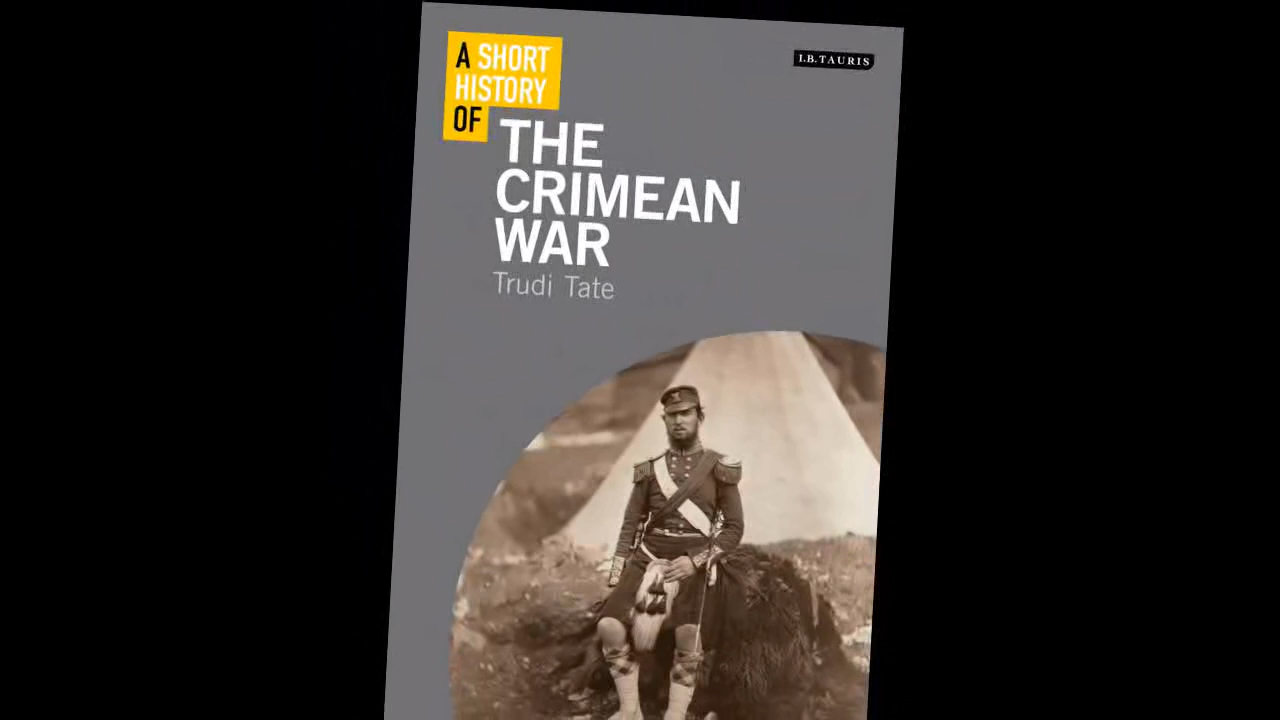 A SHORT
HISTORY
OF
I.B.TAURIS
THE
CRIMEAN
WAR
Trudi Tate